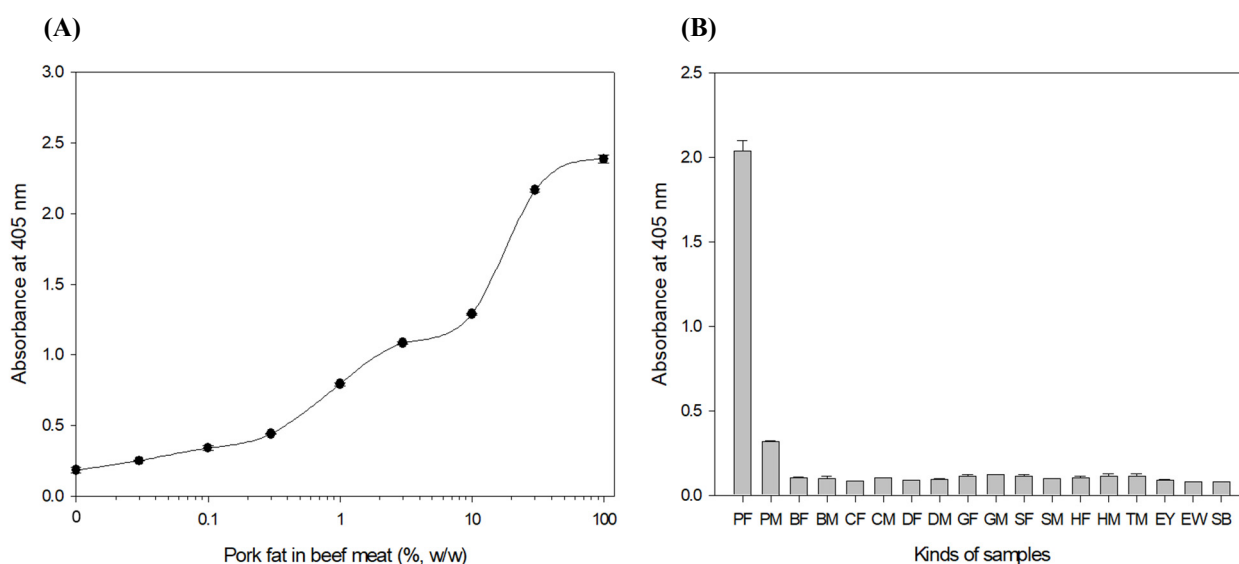 (A)
3.0
2.5
2.0
1.5
1.0
0.5
0.0
Absorbance at 405 nm
0 0.1 1 10 100
Pork fat in beef meat (%, w/w)
(B)
2.5
2.0
1.5
1.0
0.5
0.0
Absorbance at 405 nm
PF PM BF BM CF CM DF DM GF GM SF SM HF HM TM EY EW SB
Kinds of samples